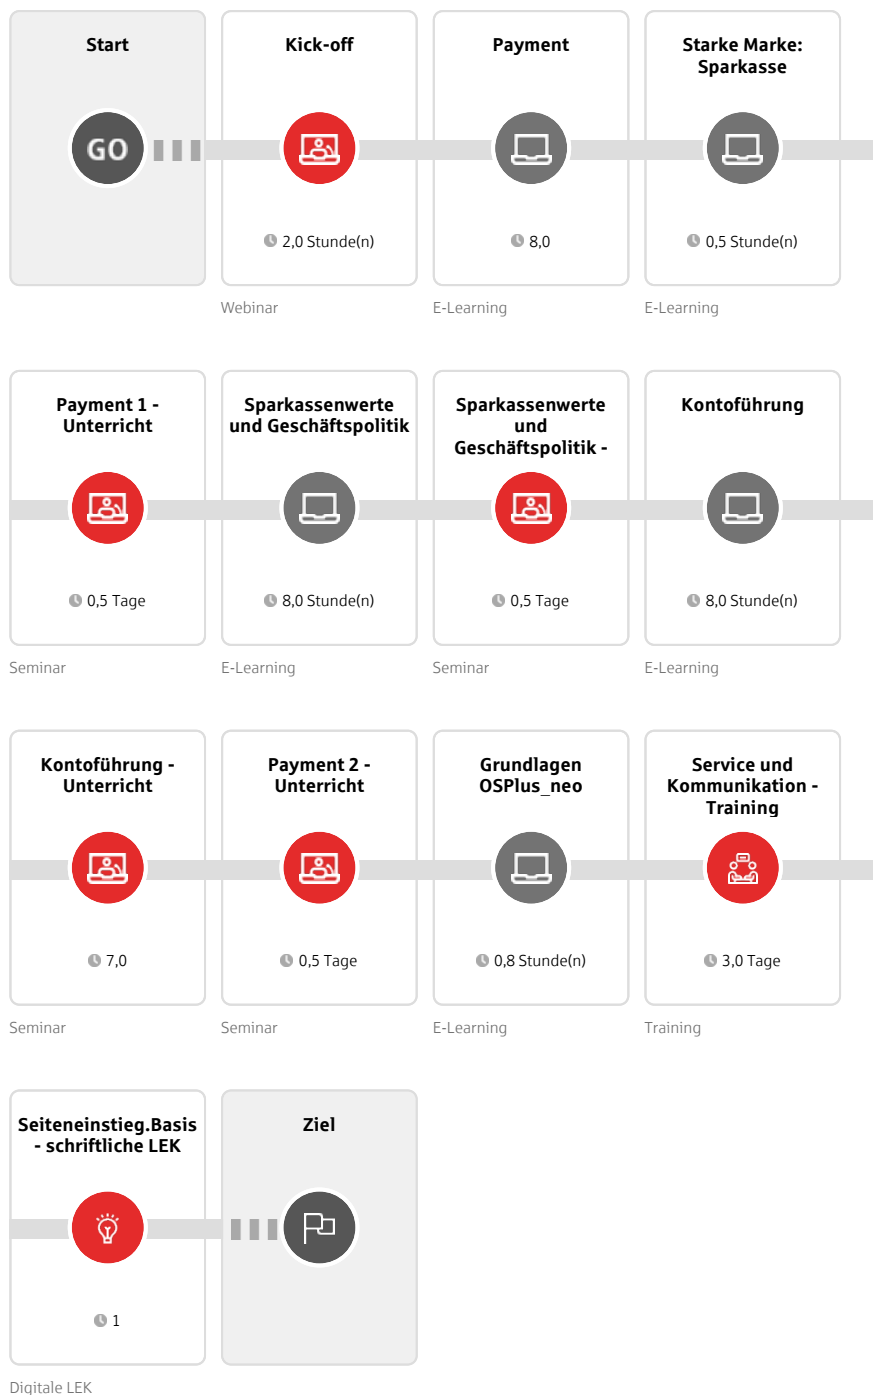 Start
Kick-off
Payment
Starke Marke:
Sparkasse
GO
2,0 Stunde(n)
8,0
0,5 Stunde(n)
Webinar
E-Learning
E-Learning
Payment 1 -
Unterricht
Sparkassenwerte
und Geschäftspolitik
Sparkassenwerte
und
Geschäftspolitik -
Kontoführung
0,5 Tage
8,0 Stunde(n)
0,5 Tage
8,0 Stunde(n)
Seminar
E-Learning
Seminar
E-Learning
Kontoführung -
Unterricht
Payment 2 -
Unterricht
Grundlagen
OSPlus_neo
Service und
Kommunikation -
Training
7,0
0,5 Tage
0,8 Stunde(n)
3,0 Tage
Seminar
Seminar
E-Learning
Training
Seiteneinstieg.Basis
- schriftliche LEK
Ziel
1
Digitale LEK